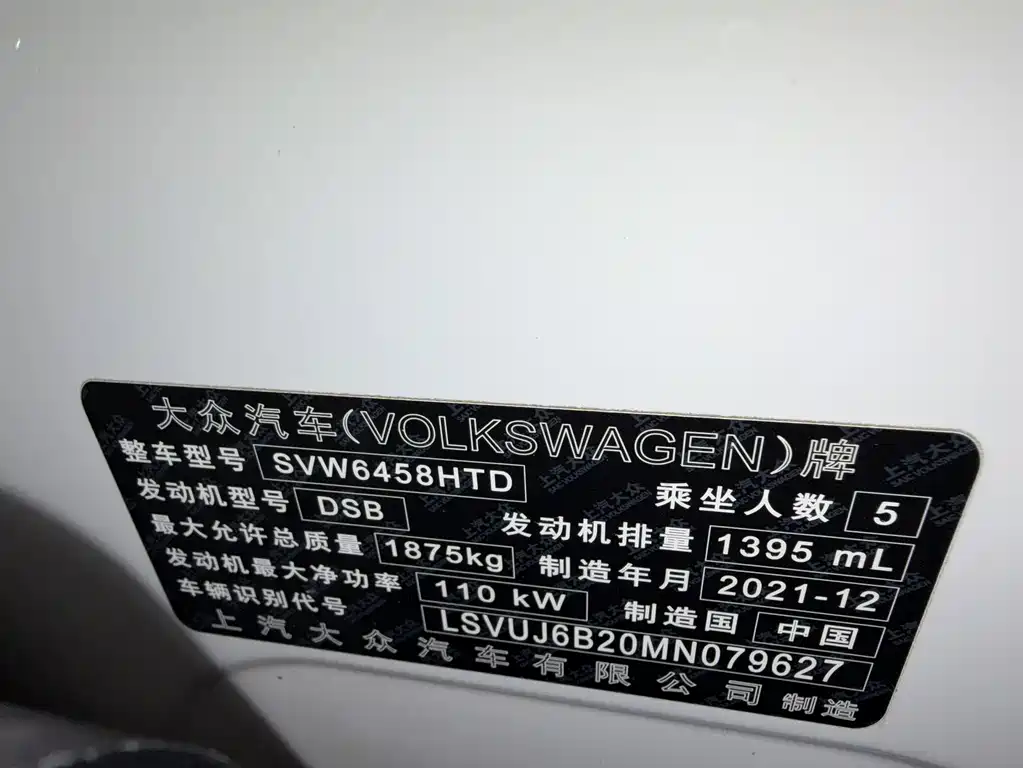 大众汽车(VOLKSWAGEN)牌
整车型号 SVW6458HTD 乘坐人数 5
发动机型号 DSB 发动机排量 1395 mL
最大允许总质量 1875kg 制造年月 2021-12
发动机最大净功率 110 kW 制造国 中国
车辆识别代号 LSVUJ6B20MN079627
上汽大众汽车有限公司 制造